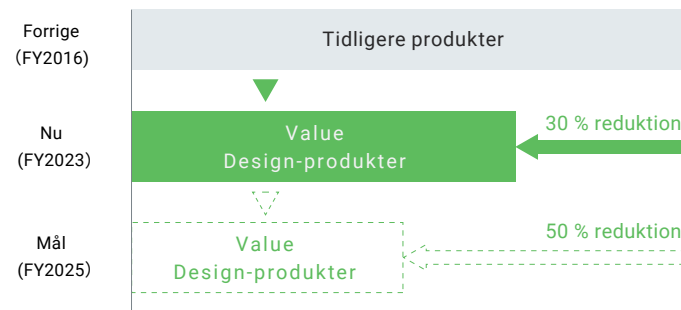 Forrige
(FY2016)
Tidligere produkter
Nu
(FY2023)
Value
Design-produkter
30 % reduktion
Mål
(FY2025)
Value
Design-produkter
50 % reduktion